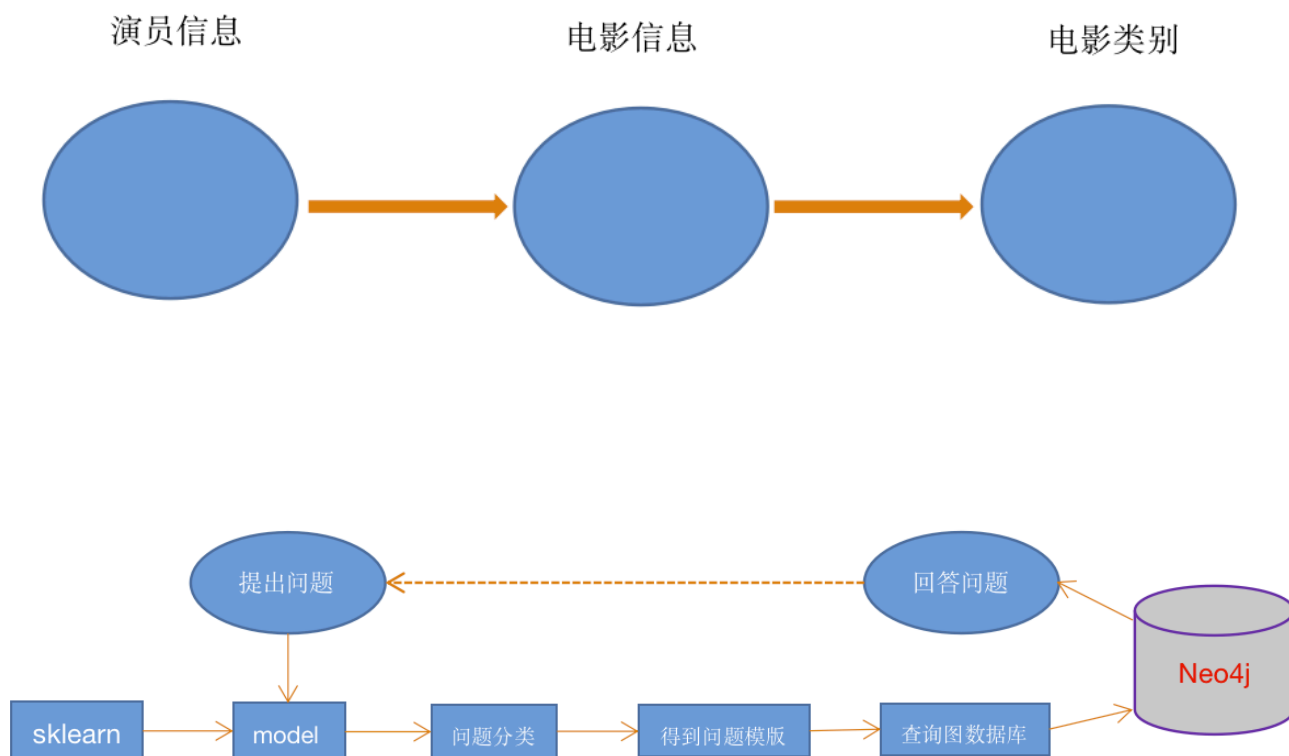 演员信息
电影信息
电影类别
提出问题
回答问题
Neo4j
sklearn
model
问题分类
得到问题模版
查询图数据库